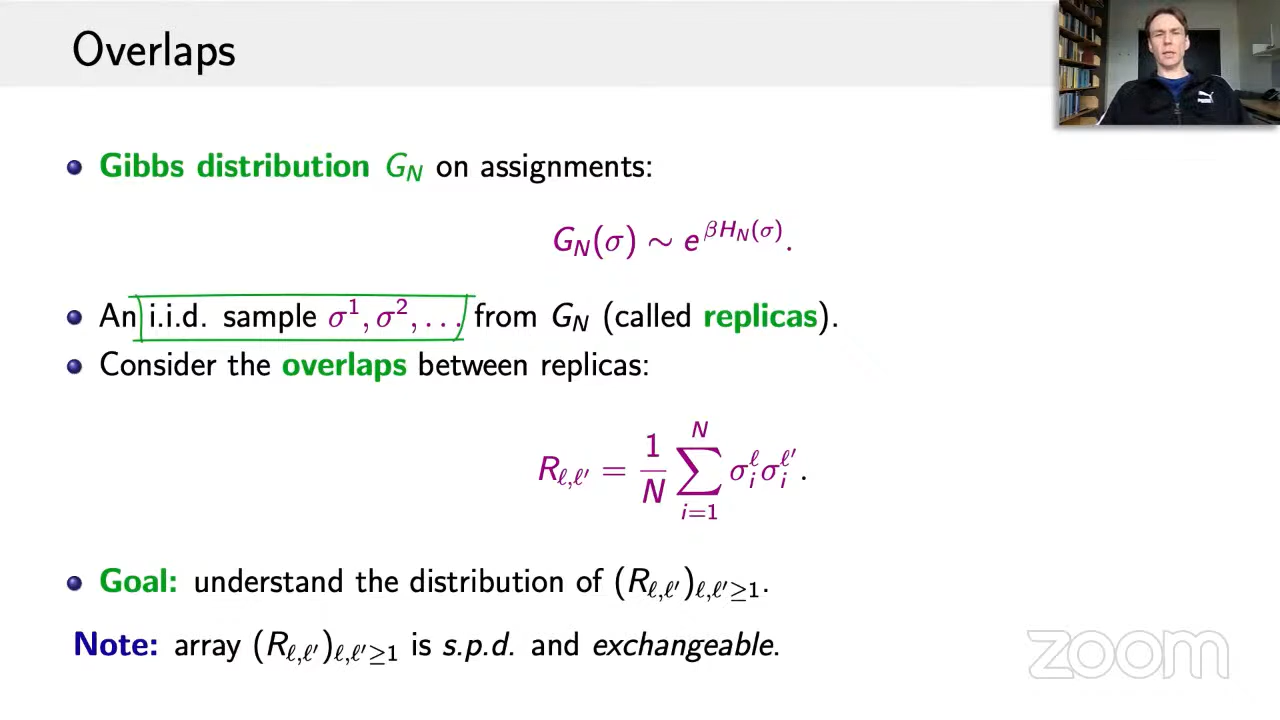 Overlaps
• Gibbs distribution G_N on assignments:
G_N(σ) ∼ e^{βH_N(σ)}.
• An i.i.d. sample σ^1, σ^2, . . . from G_N (called replicas).
• Consider the overlaps between replicas:
R_{ℓ,ℓ′} = \frac{1}{N} \sum_{i=1}^{N} σ_i^ℓ σ_i^{ℓ′}.
• Goal: understand the distribution of (R_{ℓ,ℓ′})_{ℓ,ℓ′≥1}.
Note: array (R_{ℓ,ℓ′})_{ℓ,ℓ′≥1} is s.p.d. and exchangeable.
zoom